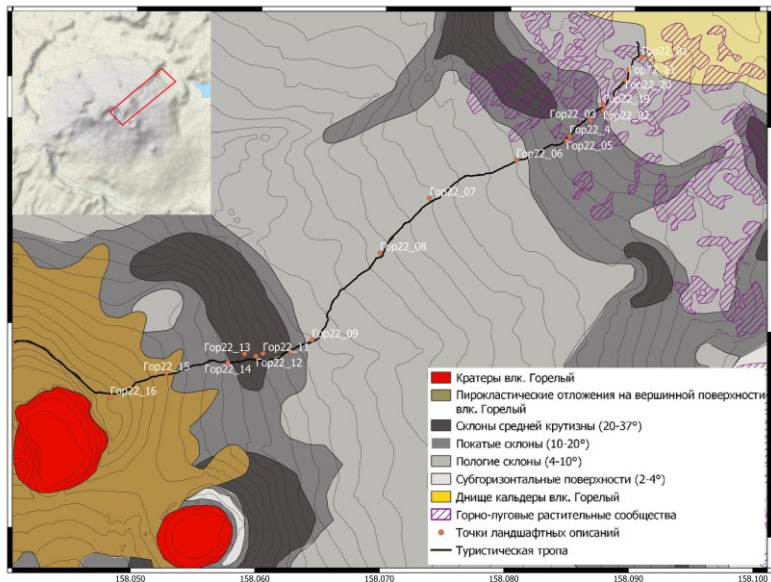 Гор22_20
Гор22_19
Гор22_03
Гор22_02
Гор22_4
Гор22_05
Гор22_06
Гор22_07
Гор22_08
Гор22_09
Гор22_13
Гор22_11
Гор22_12
Гор22_14
Гор22_15
Гор22_16
Кратеры влк. Горелый
Пирокластические отложения на вершинной поверхности
влк. Горелый
Склоны средней крутизны (20-37°)
Покатые склоны (10-20°)
Пологие склоны (4-10°)
Субгоризонтальные поверхности (2-4°)
Днище кальдеры влк. Горелый
Горно-луговые растительные сообщества
Точки ландшафтных описаний
Туристическая тропа
158.050
158.060
158.070
158.080
158.090